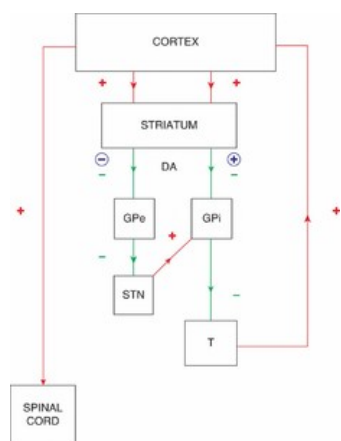 CORTEX
+ +
STRIATUM
− DA +
− −
GPe GPi
+ + +
−
STN
−
T
SPINAL
CORD